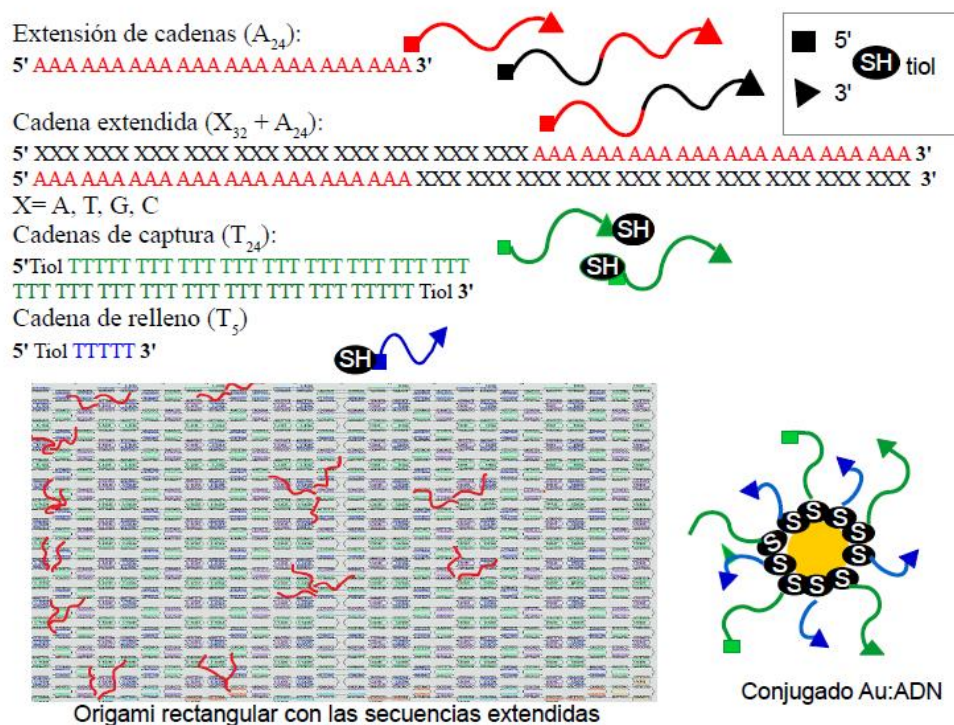 Extensión de cadenas (A24):
5' AAA AAA AAA AAA AAA AAA AAA AAA 3'
5'
SH tiol
3'
Cadena extendida (X32 + A24):
5' XXX XXX XXX XXX XXX XXX XXX XXX XXX XXX AAA AAA AAA AAA AAA AAA AAA AAA 3'
5' AAA AAA AAA AAA AAA AAA AAA AAA XXX XXX XXX XXX XXX XXX XXX XXX XXX XXX 3'
X= A, T, G, C
Cadenas de captura (T24):
5'Tiol TTTTT TTT TTT TTT TTT TTT TTT TTT TTT
TTT TTT TTT TTT TTT TTT TTT TTT TTTTT Tiol 3'
SH
SH
Cadena de relleno (T5)
5' Tiol TTTTT 3'
SH
S S S S S S S S S S
Origami rectangular con las secuencias extendidas
Conjugado Au:ADN